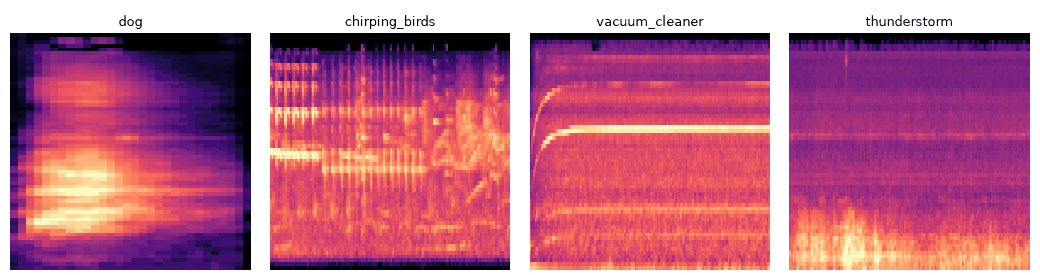 dog
chirping_birds
vacuum_cleaner
thunderstorm